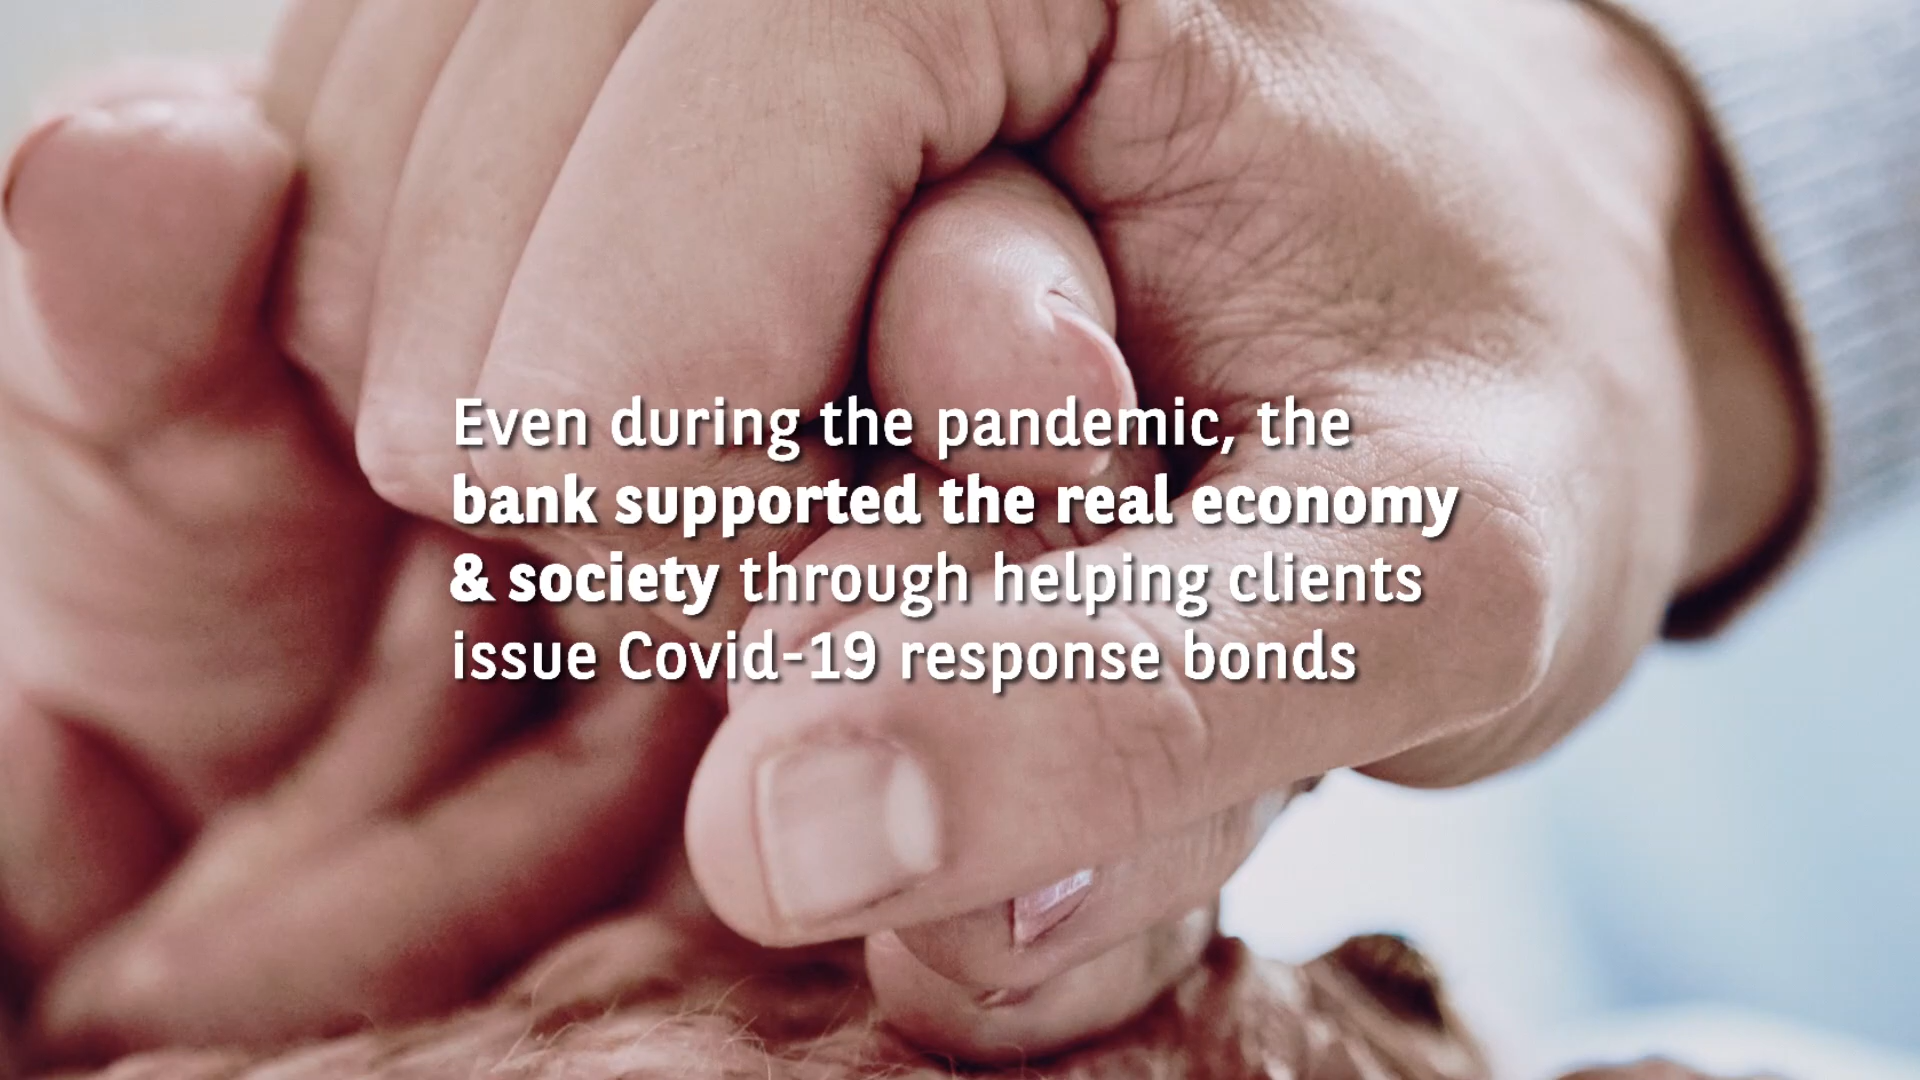 Even during the pandemic, the
bank supported the real economy
& society through helping clients
issue Covid-19 response bonds